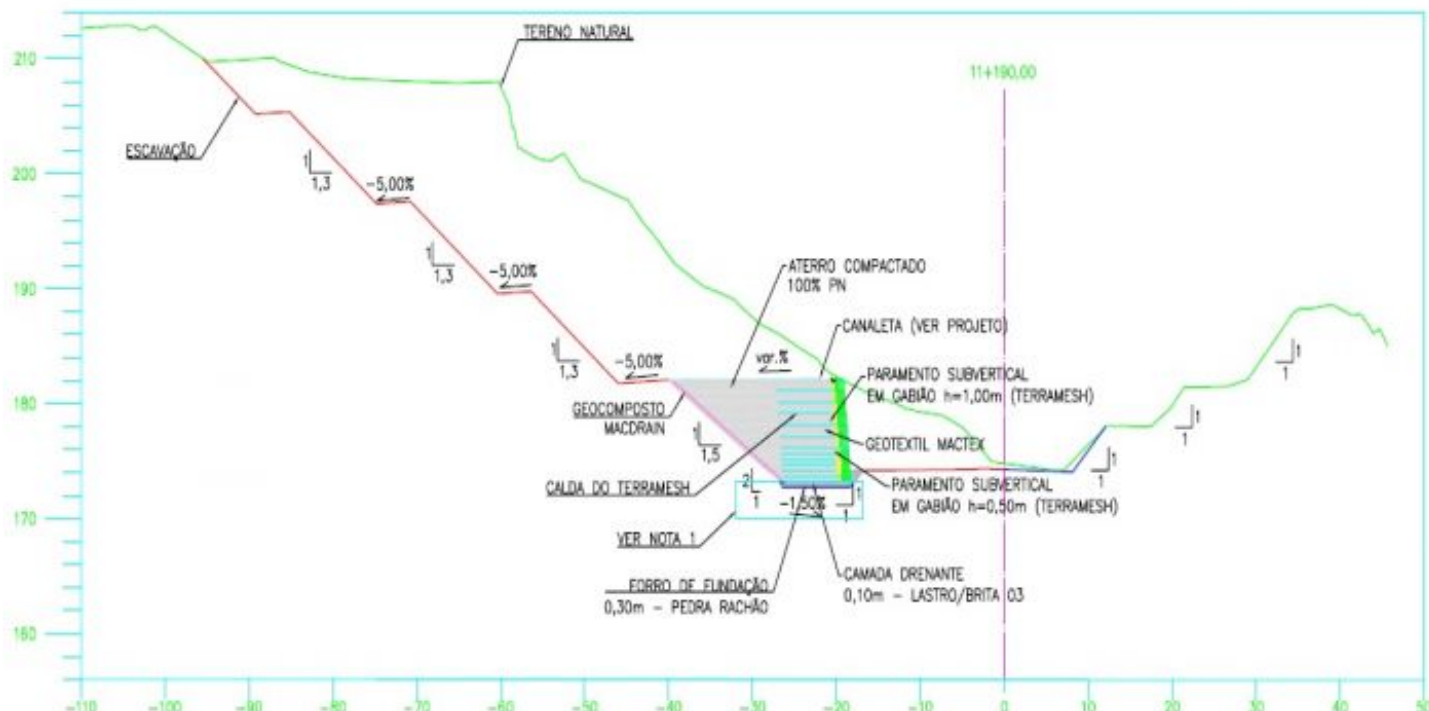 TERENO NATURAL
11+190,00
210
ESCAVAÇÃO
1
1,3
-5,00%
200
1
1,3
-5,00%
ATERRO COMPACTADO
100% PN
190
CANALETA (VER PROJETO)
1
1,3
-5,00%
var.%
1
1
PARAMENTO SUBVERTICAL
EM GABIÃO h=1,00m (TERRAMESH)
180
GEOCOMPOSTO
MACDRAIN
1
1,5
GEOTEXTIL MACTEX
1
1
CALDA DO TERRAMESH
2
1
1
1
PARAMENTO SUBVERTICAL
EM GABIÃO h=0,50m (TERRAMESH)
1
1
-1,50%
170
VER NOTA 1
FORRO DE FUNDAÇÃO
0,30m - PEDRA RACHÃO
CAMADA DRENANTE
0,10m - LASTRO/BRITA 03
160
-110
-100
-90
-80
-70
-60
-50
-40
-30
-20
-10
0
10
20
30
40
50